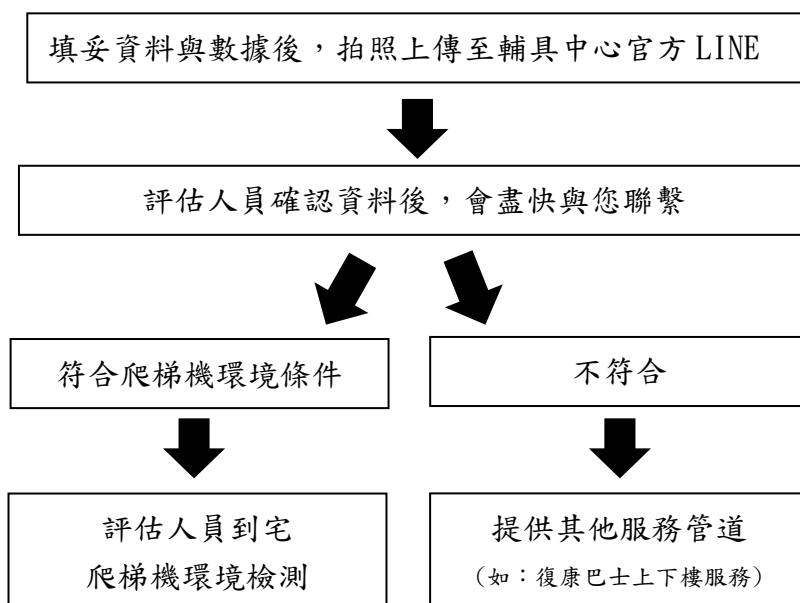 填妥資料與數據後，拍照上傳至輔具中心官方 LINE
評估人員確認資料後，會盡快與您聯繫
符合爬梯機環境條件
不符合
評估人員到宅
爬梯機環境檢測
提供其他服務管道
(如：復康巴士上下樓服務)